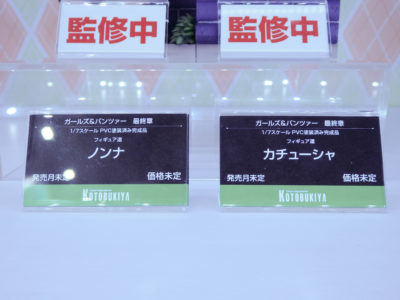 監修中
監修中
ガールズ&パンツァー 最終章
1/7スケール PVC塗装済み完成品
フィギュア道
ノンナ
発売月未定 価格未定
KOTOBUKIYA
ガールズ&パンツァー 最終章
1/7スケール PVC塗装済み完成品
フィギュア道
カチューシャ
発売月未定 価格未定
KOTOBUKIYA